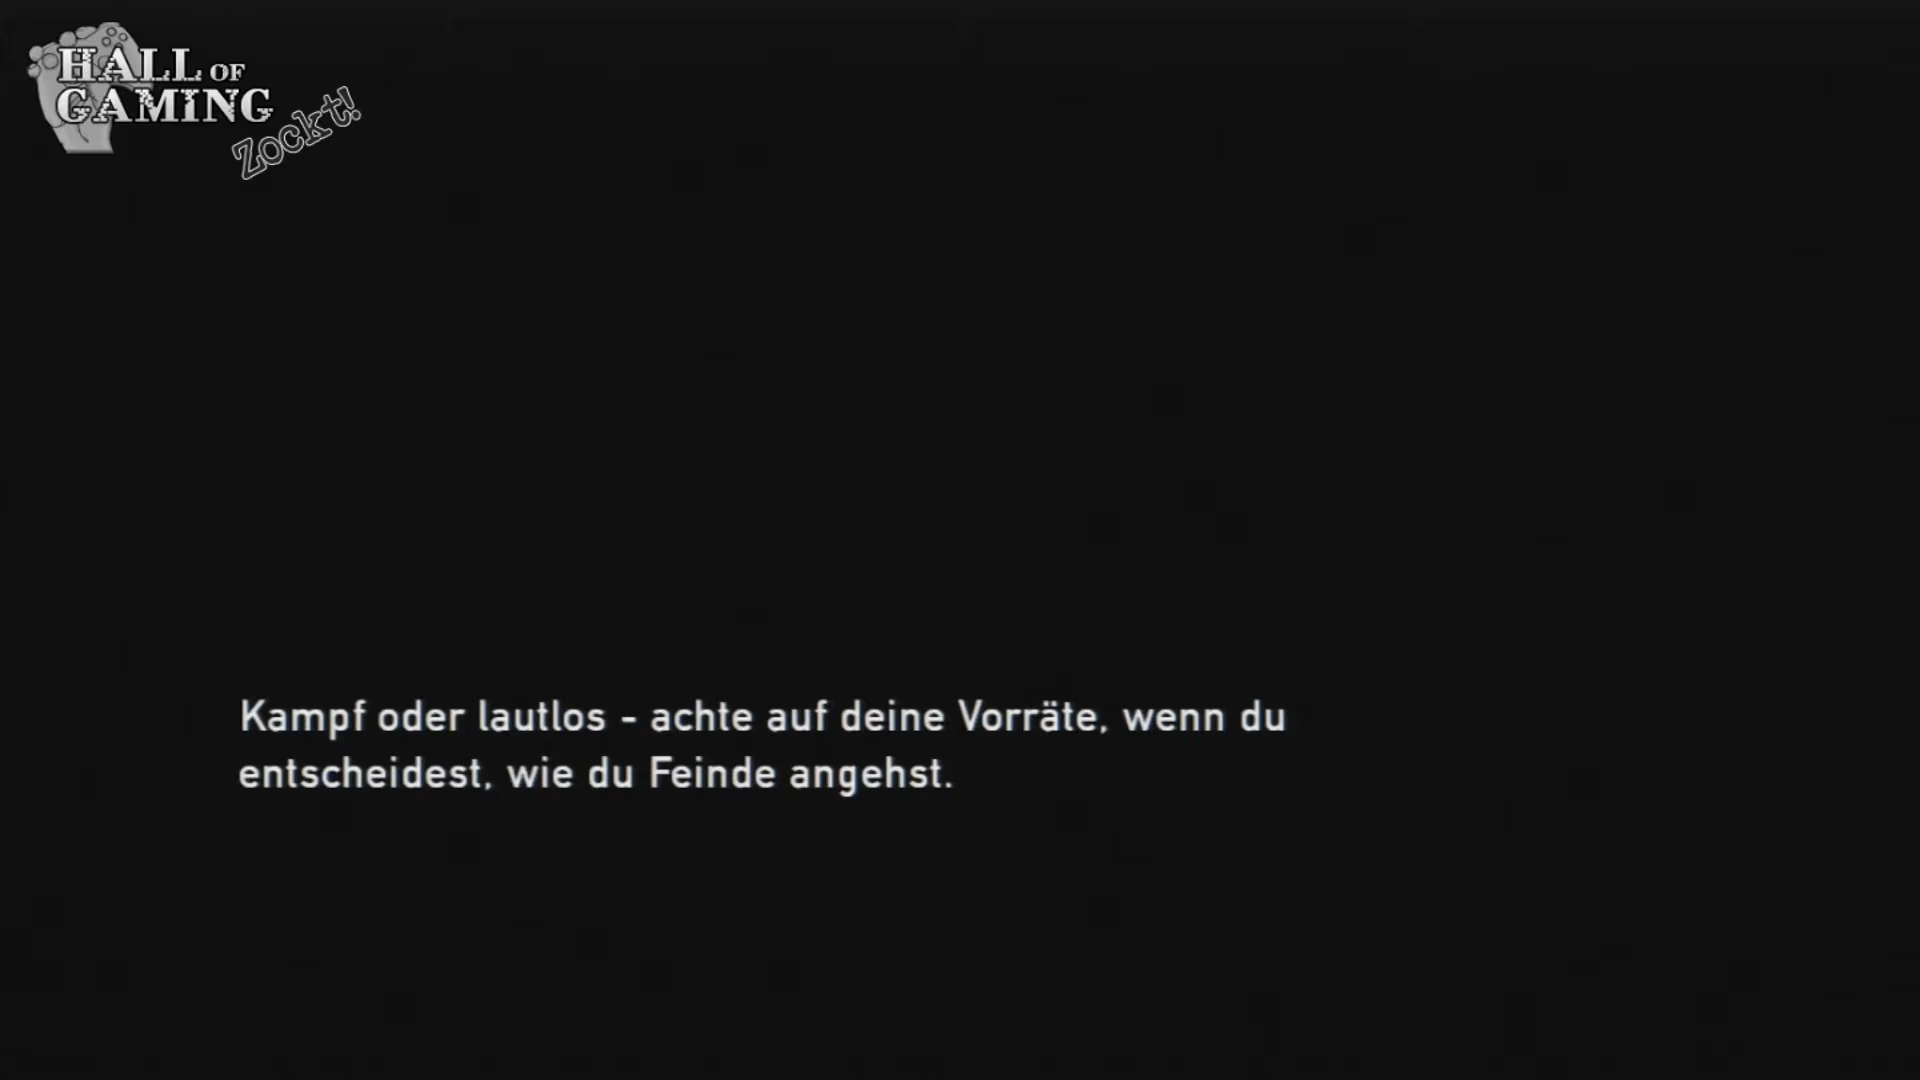 HALL OF
GAMING
Zockt!
Kampf oder lautlos - achte auf deine Vorräte, wenn du
entscheidest, wie du Feinde angehst.